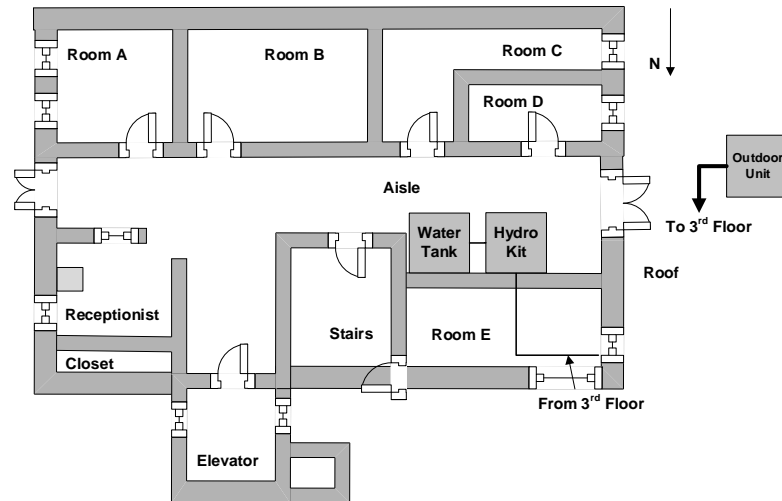 Room A
Room B
Room C
N
Room D
Outdoor
Unit
Aisle
To 3rd Floor
Water
Tank
Hydro
Kit
Roof
Receptionist
Stairs
Room E
Closet
From 3rd Floor
Elevator